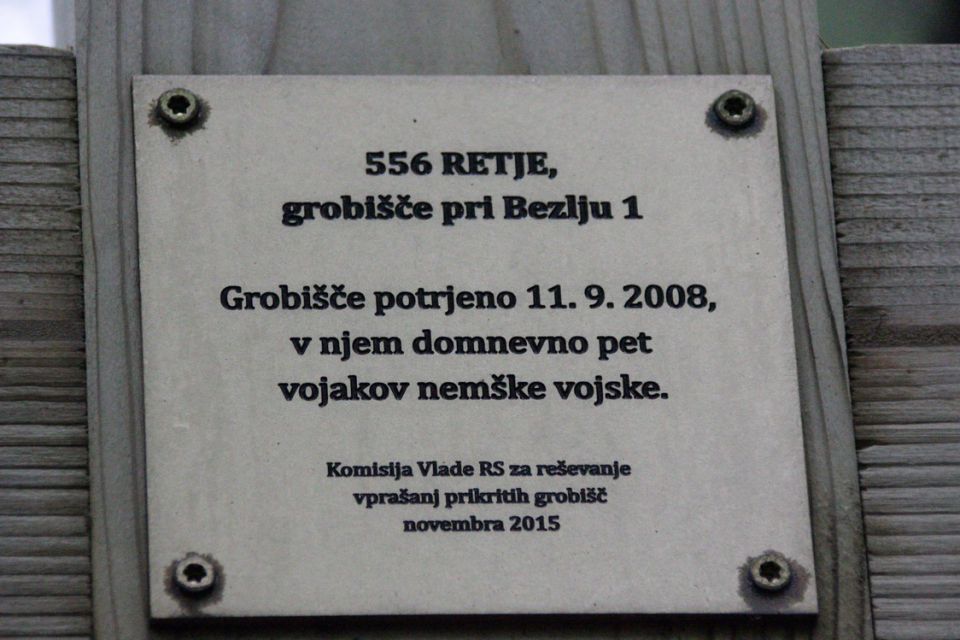 556 RETJE,
grobišče pri Bezlju 1
Grobišče potrjeno 11. 9. 2008,
v njem domnevno pet
vojakov nemške vojske.
Komisija Vlade RS za reševanje
vprašanj prikritih grobišč
novembra 2015